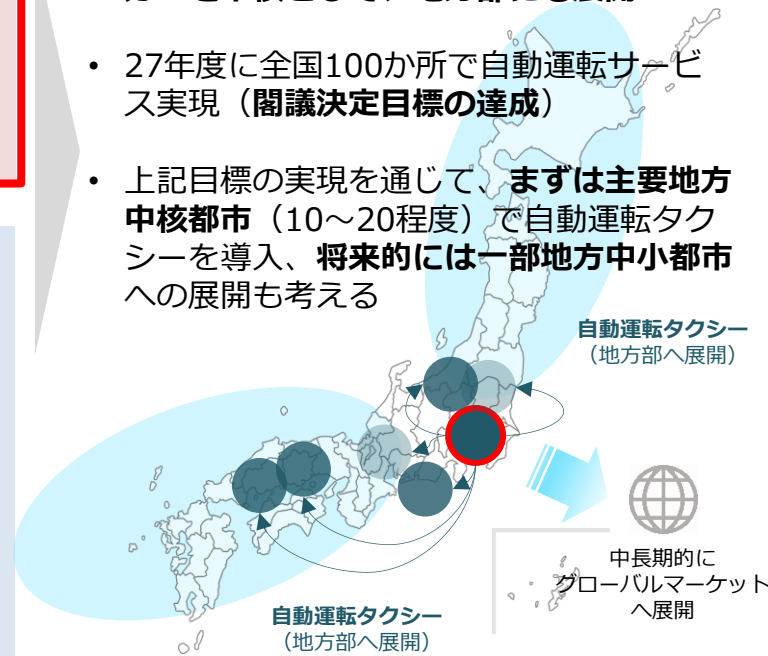 • 27年度に全国100か所で自動運転サービ
ス実現（閣議決定目標の達成）
• 上記目標の実現を通じて、まずは主要地方
中核都市（10～20程度）で自動運転タク
シーを導入、将来的には一部地方中小都市
への展開も考える
自動運転タクシー
（地方部へ展開）
中長期的に
グローバルマーケット
へ展開
自動運転タクシー
（地方部へ展開）